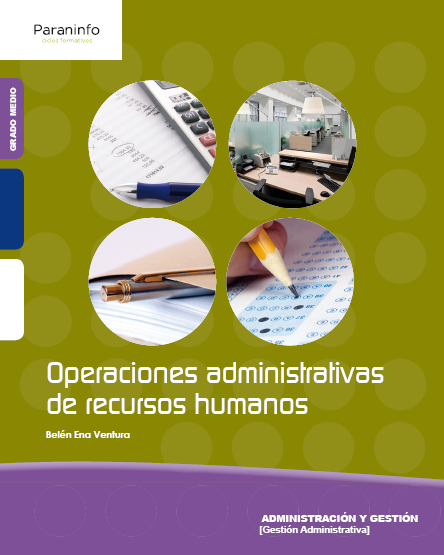 Paraninfo
ciclos formativos
GRADO MEDIO
Operaciones administrativas
de recursos humanos
Belén Ena Ventura
ADMINISTRACIÓN Y GESTIÓN
[Gestión Administrativa]